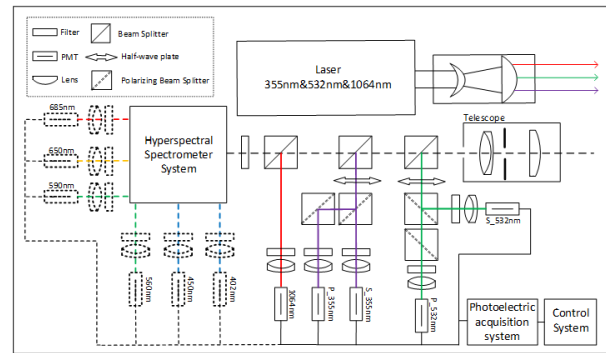 Filter
Beam Splitter
PMT
Half-wave plate
Lens
Polarizing Beam Splitter
Laser
355nm&532nm&1064nm
685nm
650nm
590nm
Hyperspectral
Spectrometer
System
Telescope
S_532nm
560nm
450nm
402nm
1064nm
P_355nm
S_355nm
P_532nm
Photoelectric
acquisition
system
Control
System